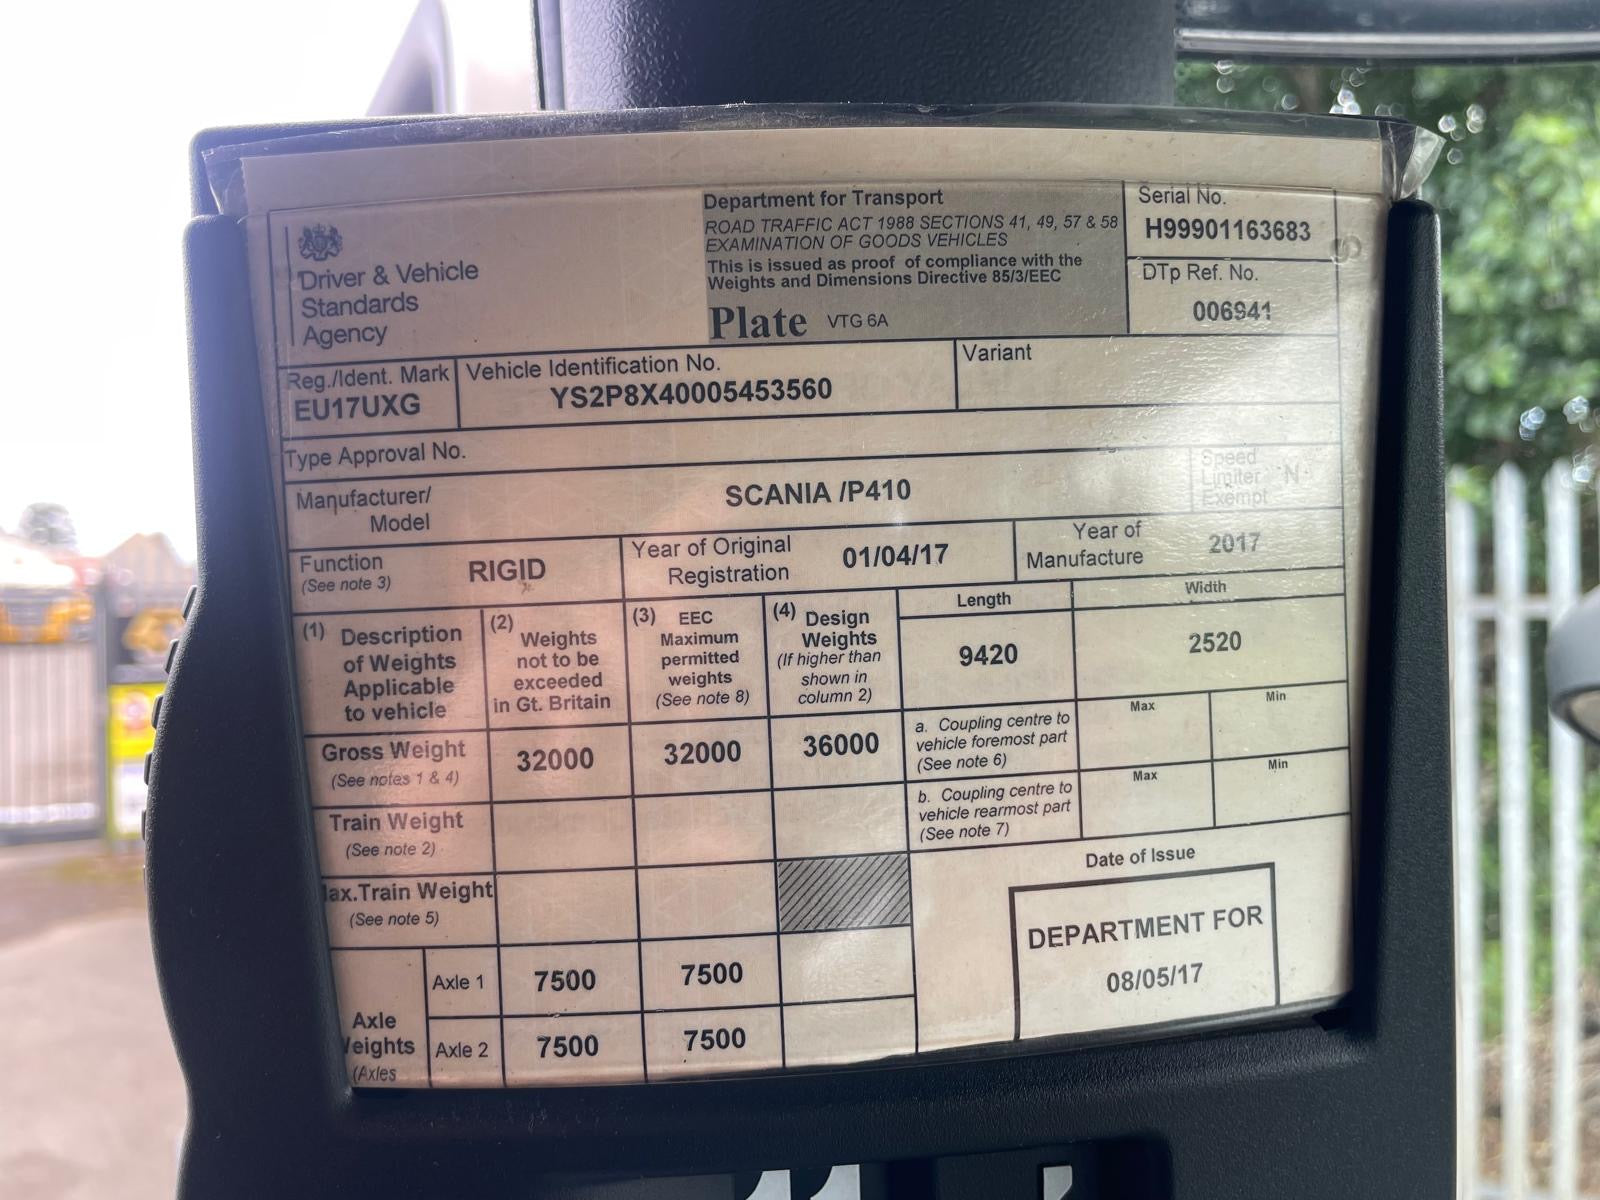 Driver & Vehicle
Standards
Agency
Department for Transport
ROAD TRAFFIC ACT 1988 SECTIONS 41, 49, 57 & 58
EXAMINATION OF GOODS VEHICLES
This is issued as proof of compliance with the
Weights and Dimensions Directive 85/3/EEC
Plate VTG 6A
Serial No.
H99901163683
DTp Ref. No.
006941
Reg./Ident. Mark
EU17UXG
Vehicle Identification No.
YS2P8X40005453560
Variant
Type Approval No.
Manufacturer/
Model
SCANIA /P410
Speed
Limiter N
Exempt
Function
(See note 3)
RIGID
Year of Original
Registration
01/04/17
Year of
Manufacture
2017
(1) Description
of Weights
Applicable
to vehicle
(2) Weights
not to be
exceeded
in Gt. Britain
(3) EEC
Maximum
permitted
weights
(See note 8)
(4) Design
Weights
(If higher than
shown in
column 2)
Length
9420
Width
2520
Gross Weight
(See notes 1 & 4)
32000
32000
36000
a. Coupling centre to
vehicle foremost part
(See note 6)
Max
Min
Train Weight
(See note 2)
b. Coupling centre to
vehicle rearmost part
(See note 7)
Max
Min
ax.Train Weight
(See note 5)
Date of Issue
DEPARTMENT FOR
08/05/17
Axle
eights
(Axles
Axle 1
7500
7500
Axle 2
7500
7500